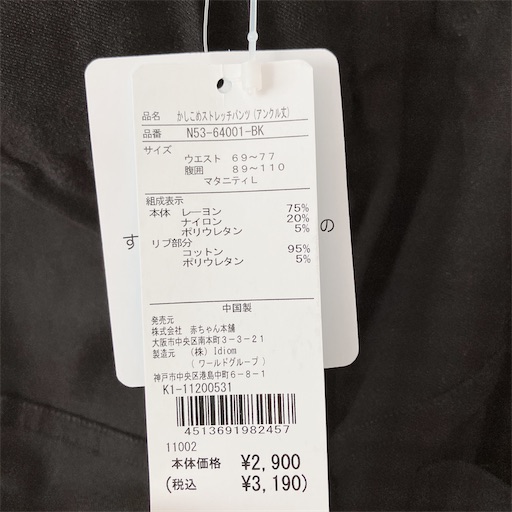 品名 かしこめストレッチパンツ(アンクル丈)
品番 N53-64001-BK
サイズ
ウエスト 69〜77
腹囲 89〜110
マタニティL
組成表示
本体 レーヨン 75%
ナイロン 20%
ポリウレタン 5%
リブ部分
コットン 95%
ポリウレタン 5%
中国製
発売元
株式会社 赤ちゃん本舗
大阪市中央区南本町3-3-21
製造元 (株)Idiom
(ワールドグループ)
神戸市中央区港島中町6-8-1
K1-11200531
4513691982457
11002
本体価格 ¥2,900
(税込 ¥3,190)
す
の